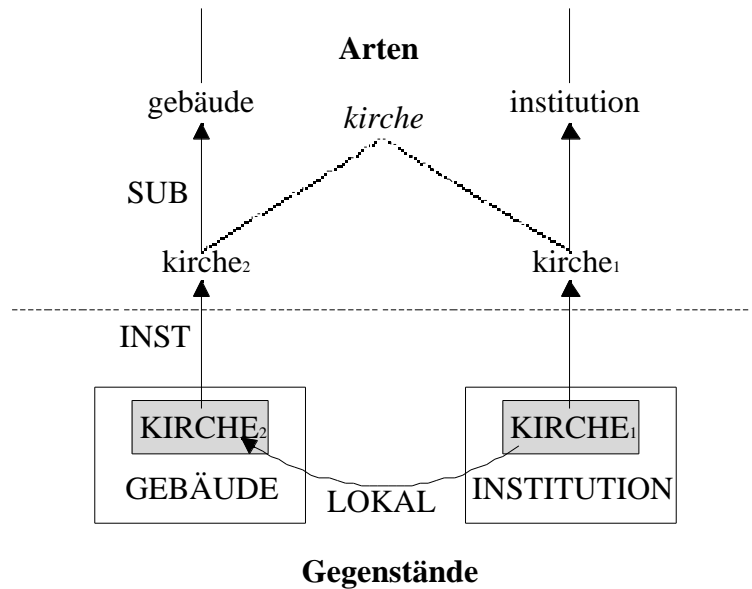 Arten
gebäude
kirche
institution
SUB
kirche₂
kirche₁
INST
KIRCHE₂
KIRCHE₁
GEBÄUDE
LOKAL
INSTITUTION
Gegenstände